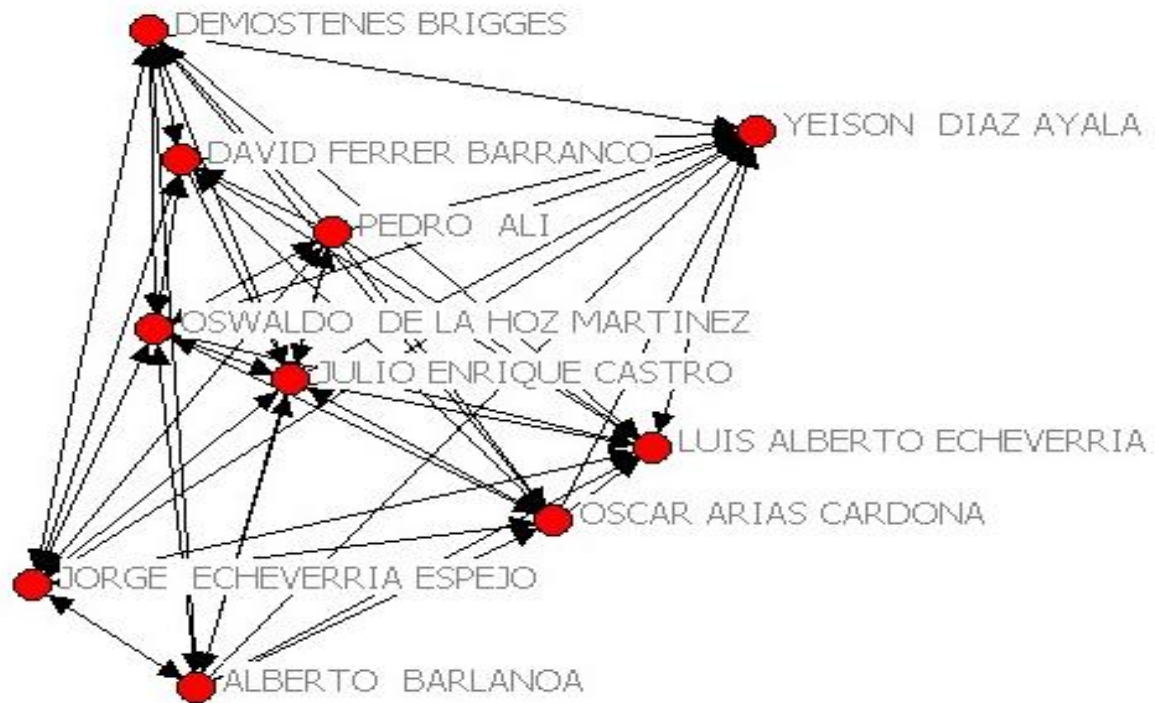 DEMOSTENES BRIGGES
YEISON DIAZ AYALA
DAVID FERRER BARRANCO
PEDRO ALI
OSWALDO DE LA HOZ MARTINEZ
JULIO ENRIQUE CASTRO
LUIS ALBERTO ECHEVERRIA
OSCAR ARIAS CARDONA
JORGE ECHEVERRIA ESPEJO
ALBERTO BARLANOA